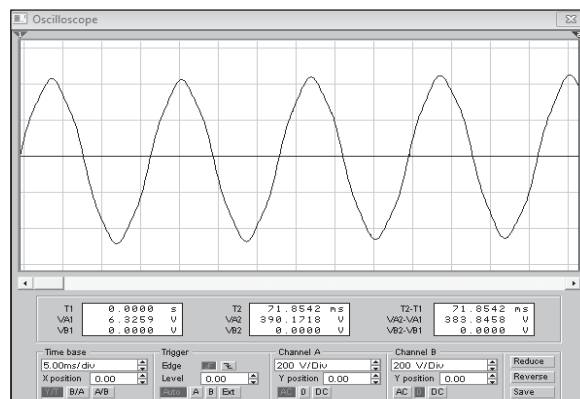 Oscilloscope
T1 0.0000 s T2 71.8542 ms T2-T1 71.8542 ms
VA1 6.3259 V VA2 390.1718 V VA2-VA1 383.8458 V
VB1 0.0000 V VB2 0.0000 V VB2-VB1 0.0000 V
Time base Trigger Channel A Channel B Reduce
5.00ms/div Edge 200 V/Div 200 V/Div Reverse
X position 0.00 Level 0.00 Y position 0.00 Y position 0.00
Y/T B/A A/B Auto A B Ext AC 0 DC AC 0 DC Save